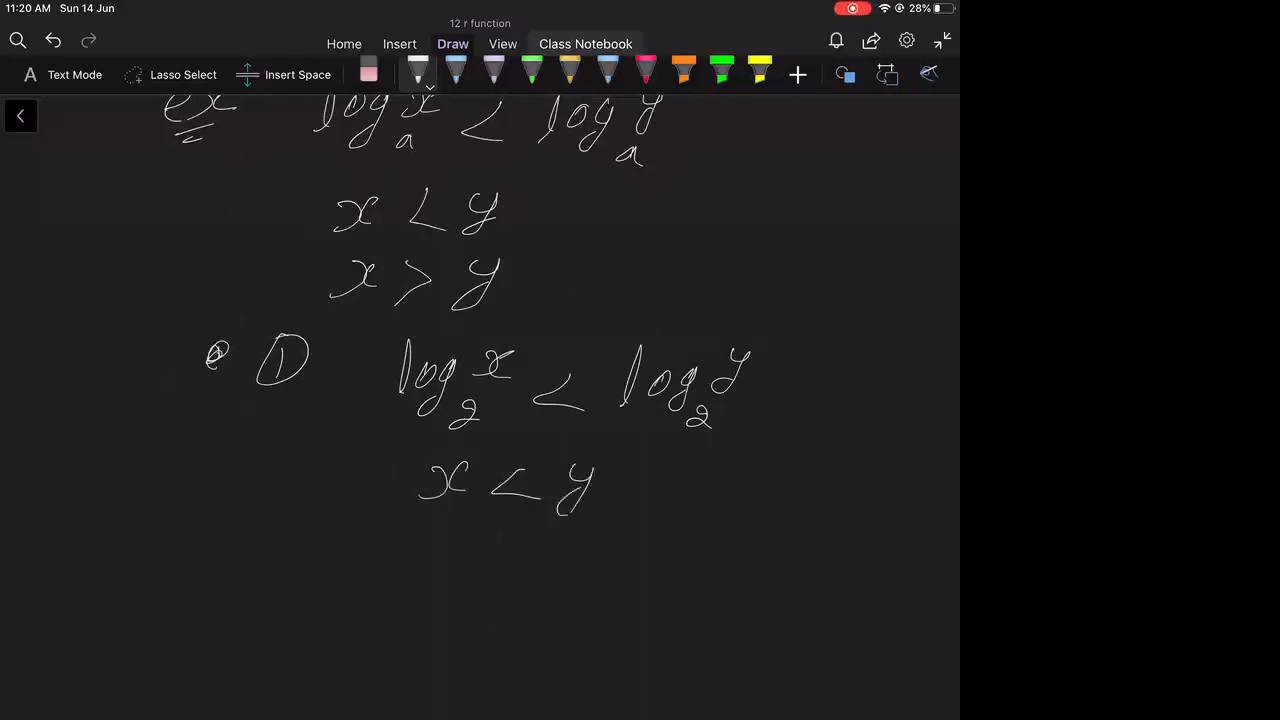 11:20 AM Sun 14 Jun 28%
12 r function
Home Insert Draw View Class Notebook
A Text Mode Lasso Select Insert Space
ex log_a x < log_a y
x < y
x > y
① log_2 x < log_2 y
x < y